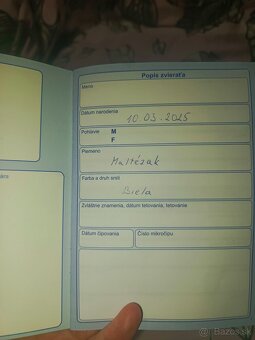 Popis zvieraťa
Meno
Dátum narodenia
10.03.2025
Pohlavie M
F
Plemeno
Maltézak
Farba a druh srsti
Biela
Zvláštne znamenia, dátum tetovania, tetovanie
Dátum čipovania
Číslo mikročipu
Bazos.sk